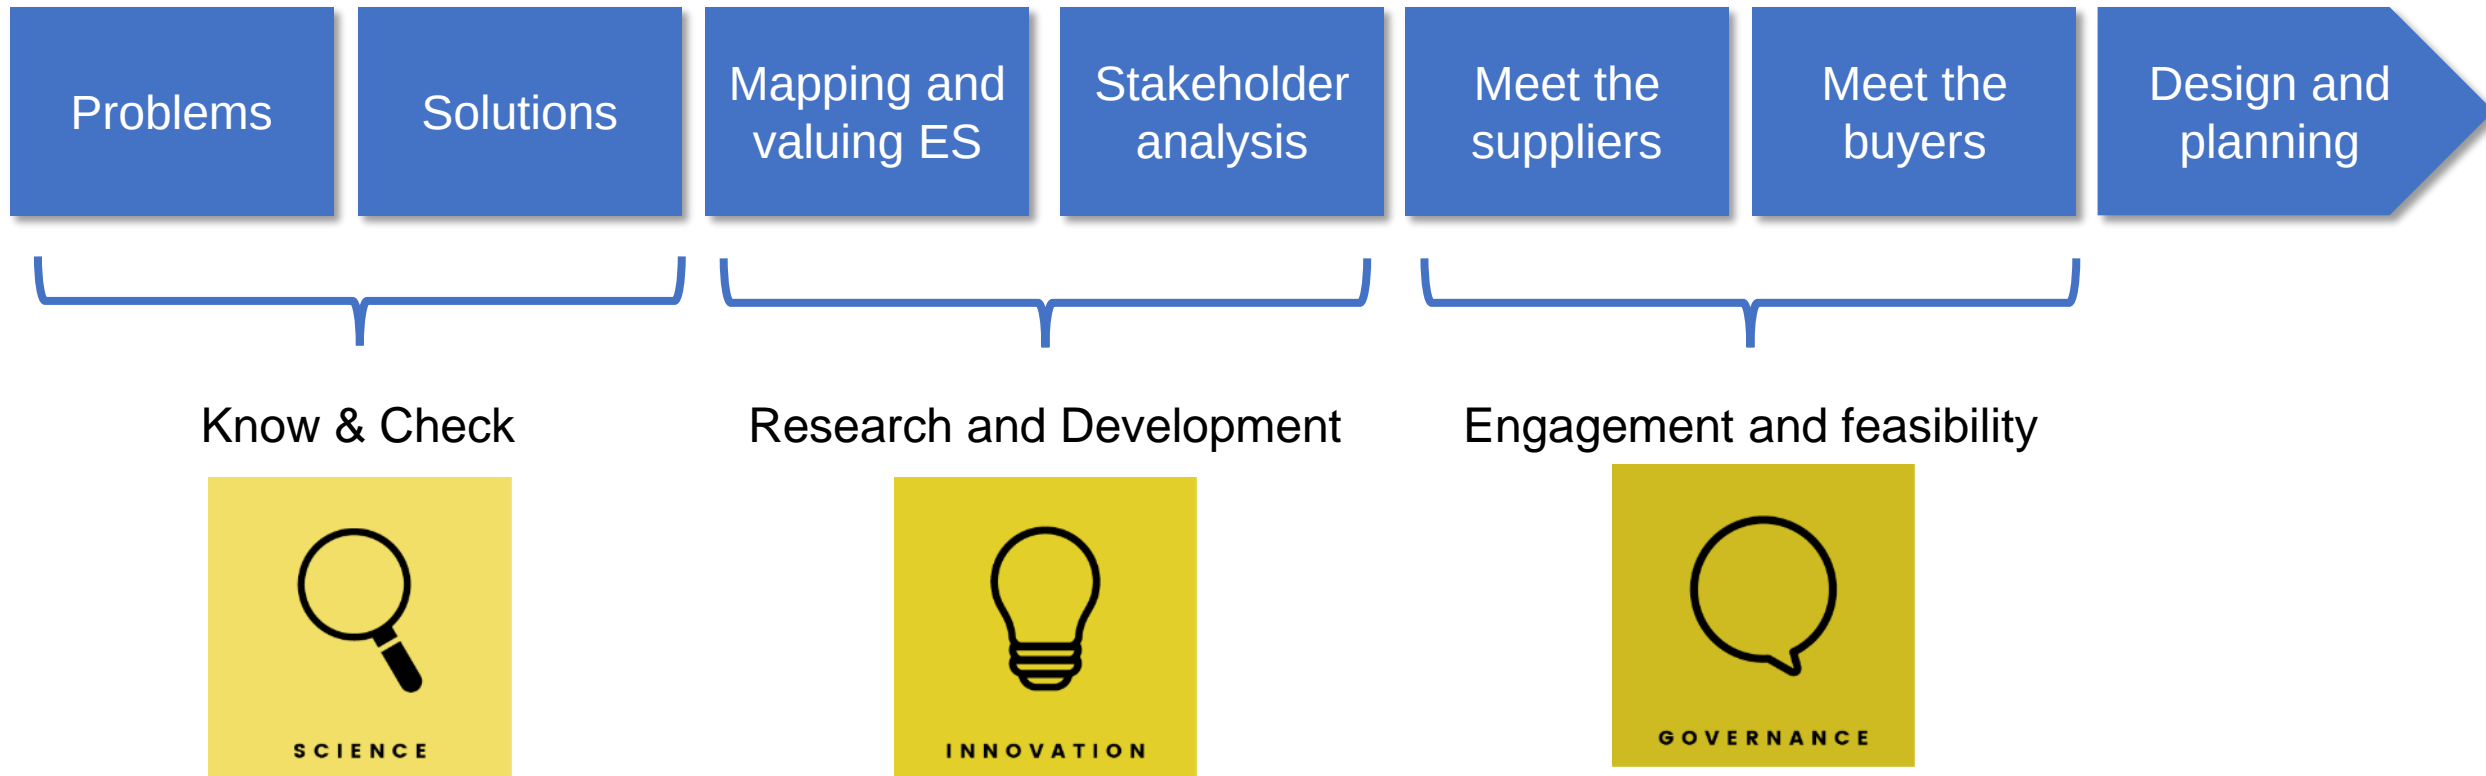 Problems
Solutions
Mapping and
valuing ES
Stakeholder
analysis
Meet the
suppliers
Meet the
buyers
Design and
planning
Know & Check
Research and Development
Engagement and feasibility
SCIENCE
INNOVATION
GOVERNANCE